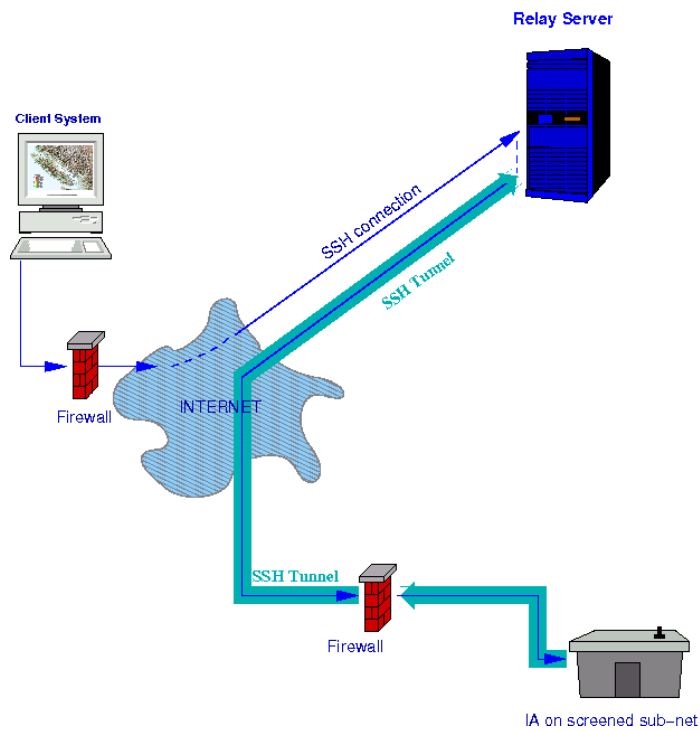 Relay Server
Client System
SSH connection
SSH Tunnel
INTERNET
Firewall
SSH Tunnel
Firewall
IA on screened sub-net